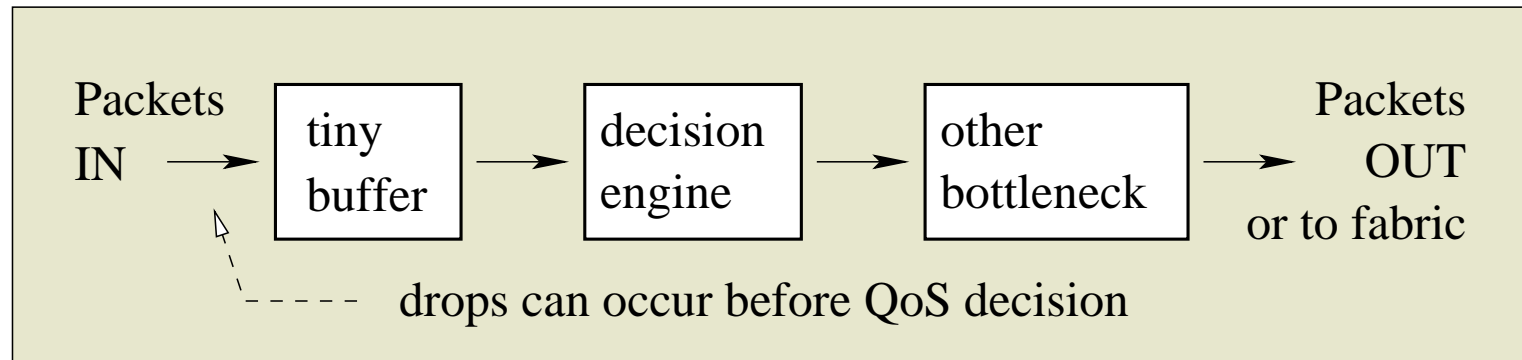 Packets
IN
tiny
buffer
decision
engine
other
bottleneck
Packets
OUT
or to fabric
drops can occur before QoS decision